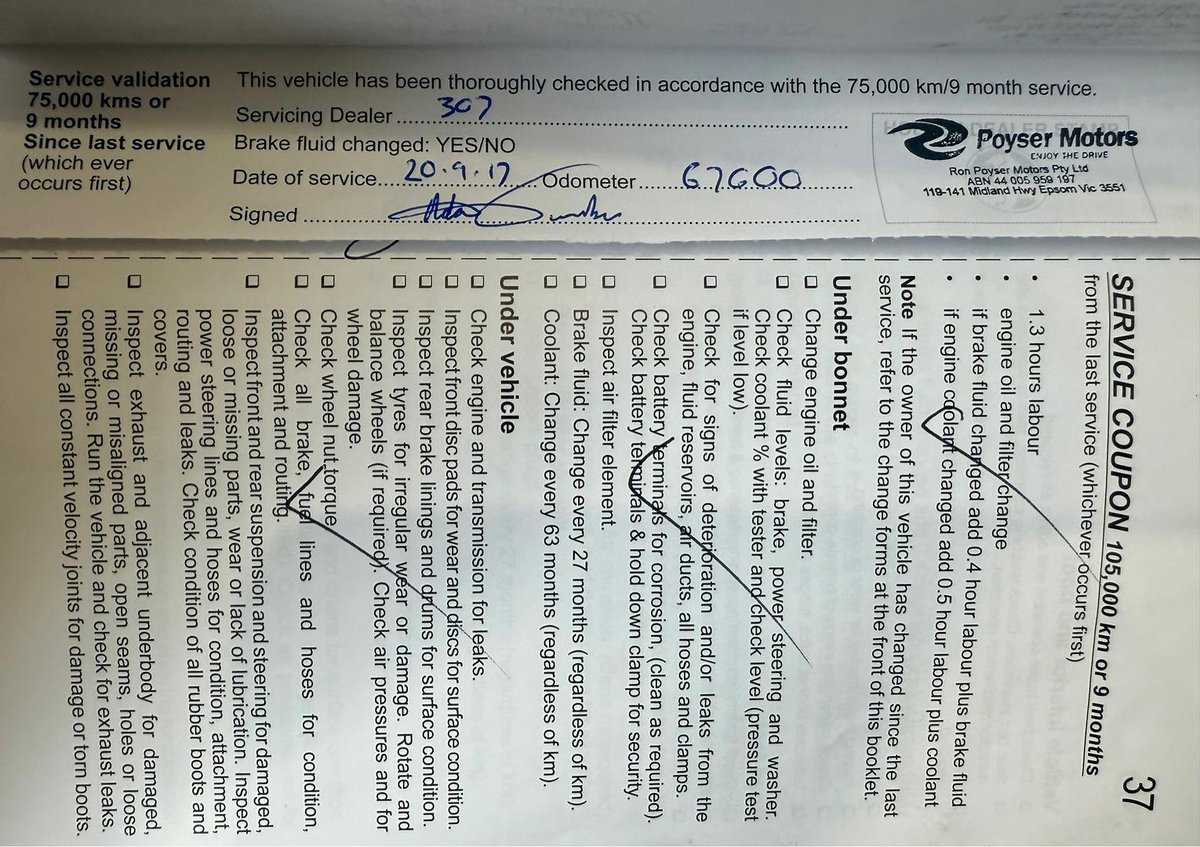 Service validation
75,000 kms or
9 months
Since last service
(which ever
occurs first)
This vehicle has been thoroughly checked in accordance with the 75,000 km/9 month service.
Servicing Dealer 307
Brake fluid changed: YES/NO
Date of service 20.9.17 Odometer 67600
Signed
Poyser Motors
ENJOY THE DRIVE
Ron Poyser Motors Pty Ltd
ABN 44 005 959 197
119-141 Midland Hwy Epsom Vic 3551
37
SERVICE COUPON 105,000 km or 9 months
from the last service (whichever occurs first)
• 1.3 hours labour
• engine oil and filter change
• if brake fluid changed add 0.4 hour labour plus brake fluid
• if engine coolant changed add 0.5 hour labour plus coolant
Note If the owner of this vehicle has changed since the last
service, refer to the change forms at the front of this booklet.
Under bonnet
☐ Change engine oil and filter.
☐ Check fluid levels: brake, power steering and washer.
Check coolant % with tester and check level (pressure test
if level low).
☐ Check for signs of deterioration and/or leaks from the
engine, fluid reservoirs, air ducts, all hoses and clamps.
☐ Check battery terminals for corrosion, (clean as required).
Check battery terminals & hold down clamp for security.
☐ Inspect air filter element.
☐ Brake fluid: Change every 27 months (regardless of km).
☐ Coolant: Change every 63 months (regardless of km).
Under vehicle
☐ Check engine and transmission for leaks.
☐ Inspect front disc pads for wear and discs for surface condition.
☐ Inspect rear brake linings and drums for surface condition.
☐ Inspect tyres for irregular wear or damage. Rotate and
balance wheels (if required). Check air pressures and for
wheel damage.
☐ Check wheel nut torque.
☐ Check all brake, fuel lines and hoses for condition,
attachment and routing.
☐ Inspect front and rear suspension and steering for damaged,
loose or missing parts, wear or lack of lubrication. Inspect
power steering lines and hoses for condition, attachment,
routing and leaks. Check condition of all rubber boots and
covers.
☐ Inspect exhaust and adjacent underbody for damaged,
missing or misaligned parts, open seams, holes or loose
connections. Run the vehicle and check for exhaust leaks.
☐ Inspect all constant velocity joints for damage or torn boots.